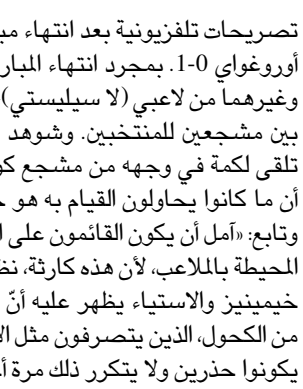 تصريحات تلفزيونية بعد انتهاء مب
أوروغواي 0-1. بمجرد انتهاء المبار
وغيرهما من لاعبي (لا سيليستي)
بين مشجعين للمنتخبين. وشوهد
تلقى لكمة في وجهه من مشجع كو
أن ما كانوا يحاولون القيام به هو ح
وتابع: «آمل أن يكون القائمون على ا
المحيطة بالملاعب، لأن هذه كارثة، نظ
خيمينيز والاستياء يظهر عليه أنّ
من الكحول، الذين يتصرفون مثل الأ
يكونوا حذرين ولا يتكرر ذلك مرة أ